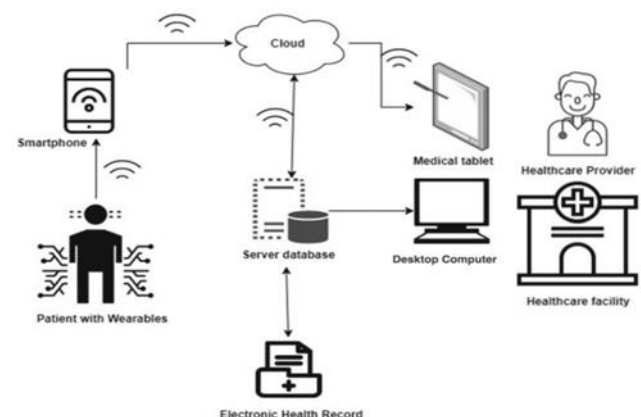 Cloud
Smartphone
Medical tablet
Healthcare Provider
Server database
Desktop Computer
Patient with Wearables
Healthcare facility
Electronic Health Record